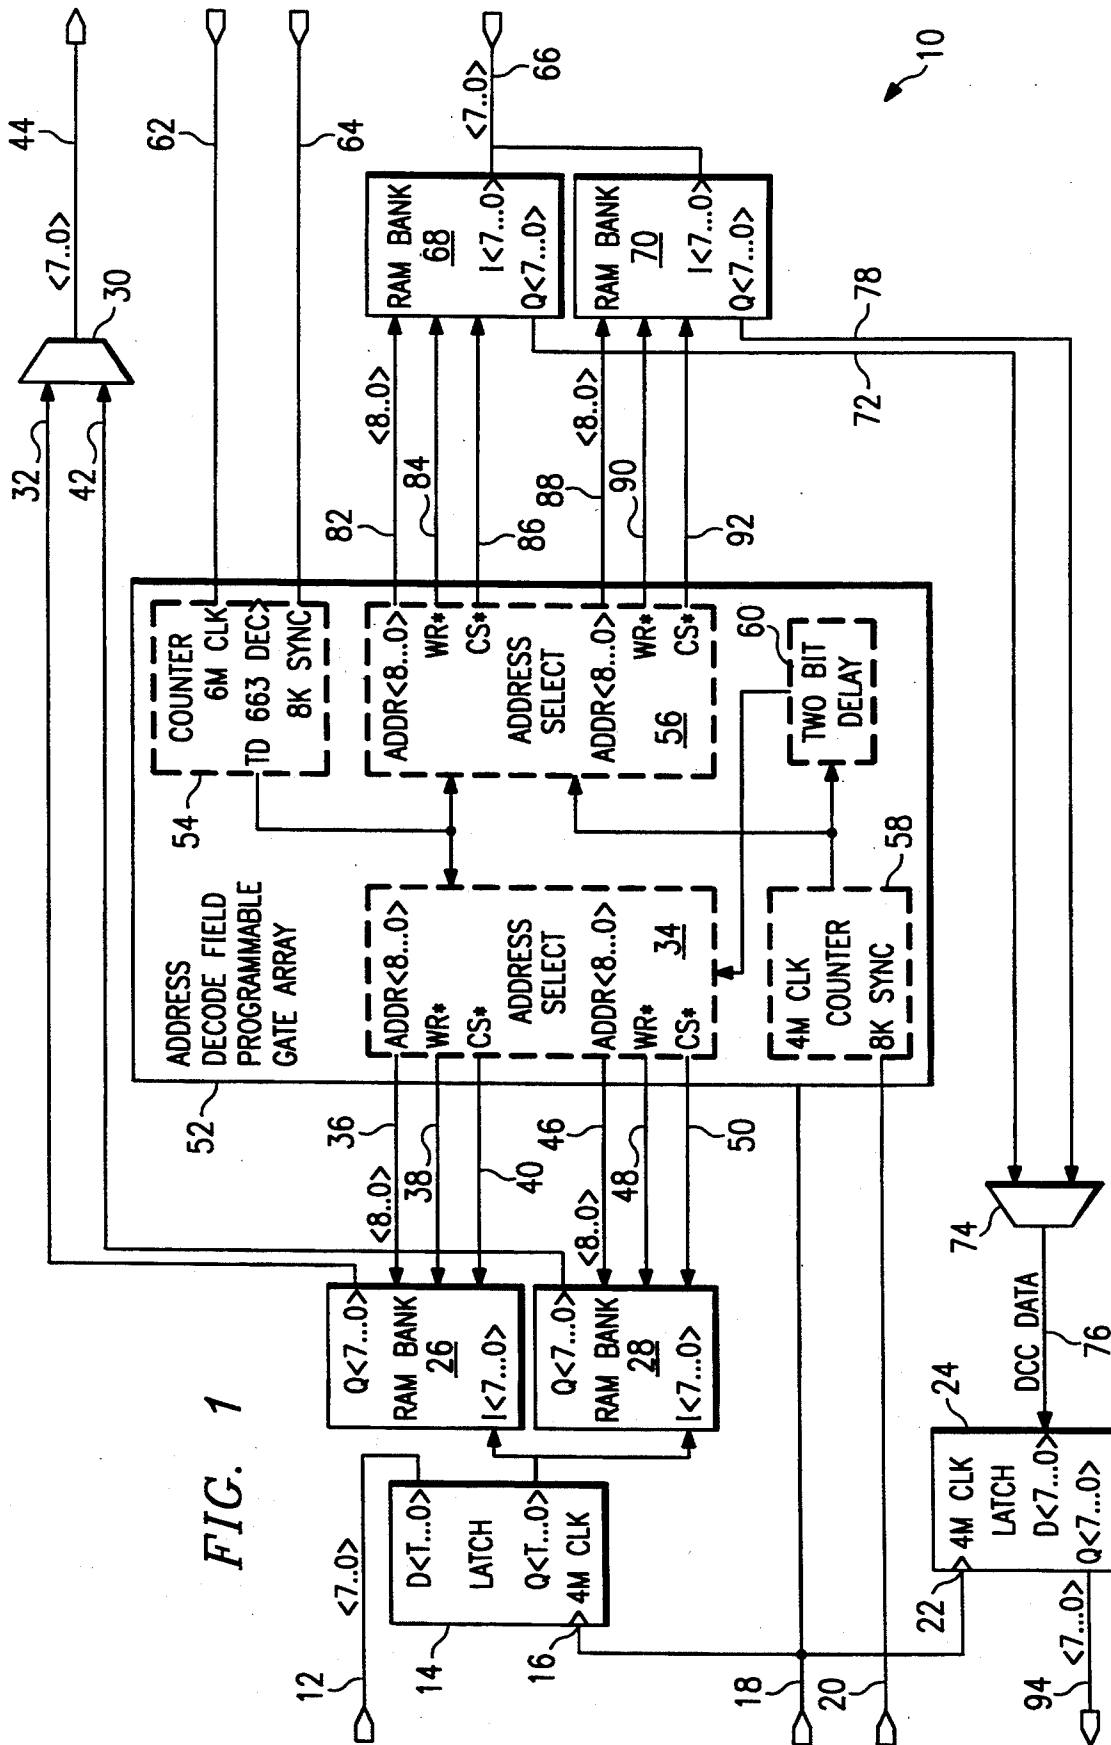 FIG. 1
10
12
<7..0>
14
D<T...0>
LATCH
Q<T...0>
4M CLK
16
18
20
22
4M CLK
LATCH
D<7...0>
Q<7...0>
24
<7...0>
94
DCC DATA
76
74
Q<7...0>
RAM BANK
26
I<7...0>
Q<7...0>
RAM BANK
28
I<7...0>
32
42
30
<7..0>
44
36
<8..0>
38
40
46
<8..0>
48
50
52
ADDRESS
DECODE FIELD
PROGRAMMABLE
GATE ARRAY
ADDR<8...0>
WR*
CS*
ADDRESS
SELECT
34
ADDR<8...0>
WR*
CS*
4M CLK
COUNTER
8K SYNC
58
54
COUNTER
6M CLK
TD 663 DEC>
8K SYNC
ADDR<8...0>
WR*
CS*
ADDRESS
SELECT
56
ADDR<8...0>
WR*
CS*
60
TWO BIT
DELAY
62
64
82
<8..0>
84
86
88
<8..0>
90
92
RAM BANK
68
I<7...0>
Q<7...0>
RAM BANK
70
I<7...0>
Q<7...0>
<7..0>
66
72
78